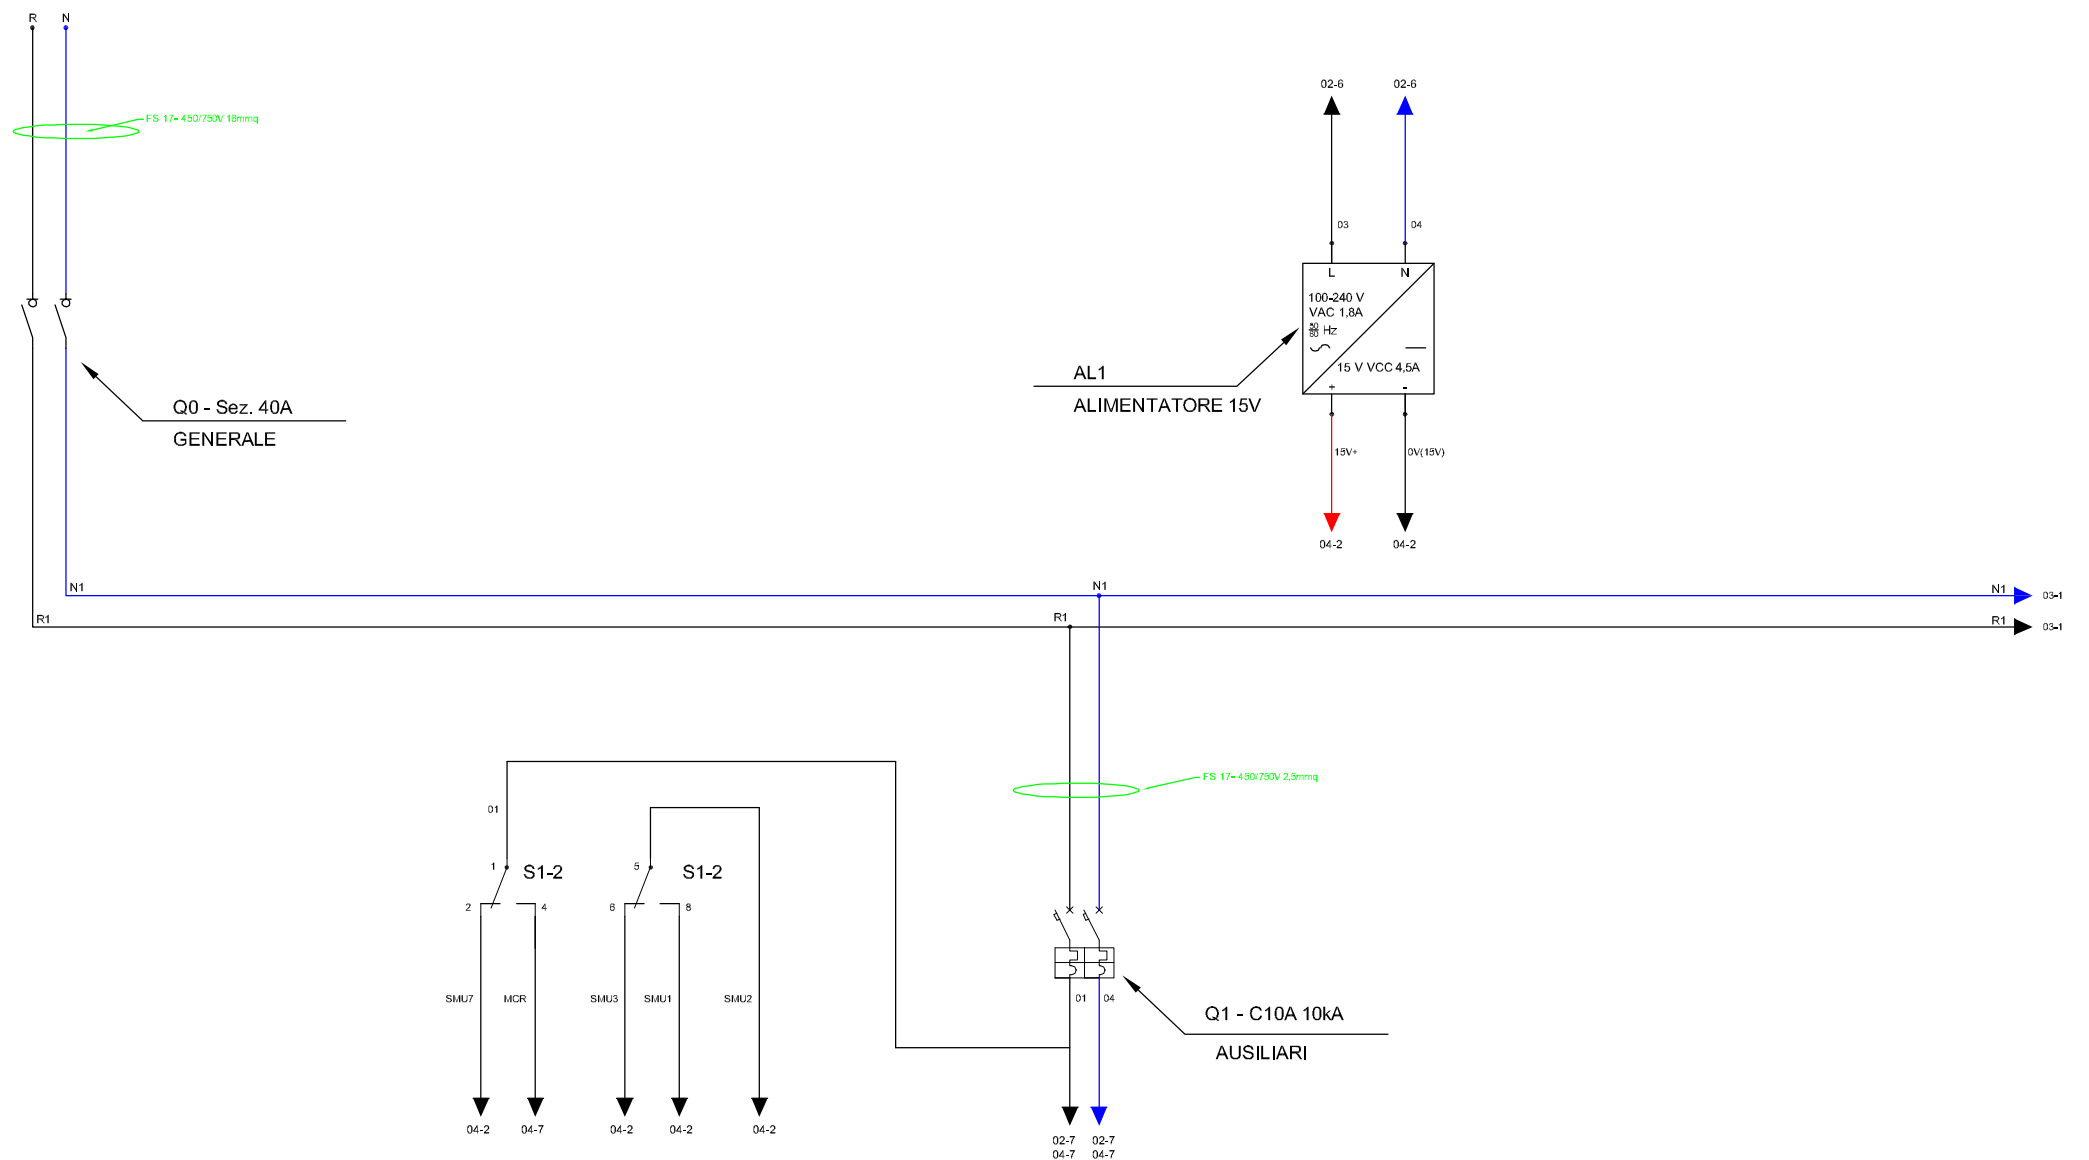 R N
FS 17- 450/750V 16mmq
Q0 - Sez. 40A
GENERALE
02-6 02-6
03 04
L N
100-240 V
VAC 1,8A
50
60 Hz
15 V VCC 4,5A
+ -
AL1
ALIMENTATORE 15V
15V+ 0V(15V)
04-2 04-2
N1 N1 N1 03-1
R1 R1 R1 03-1
FS 17- 450/750V 2,5mmq
01
1 S1-2 5 S1-2
2 4 6 8
SMU7 MCR SMU3 SMU1 SMU2
01 04
Q1 - C10A 10kA
AUSILIARI
04-2 04-7 04-2 04-2 04-2
02-7 02-7
04-7 04-7